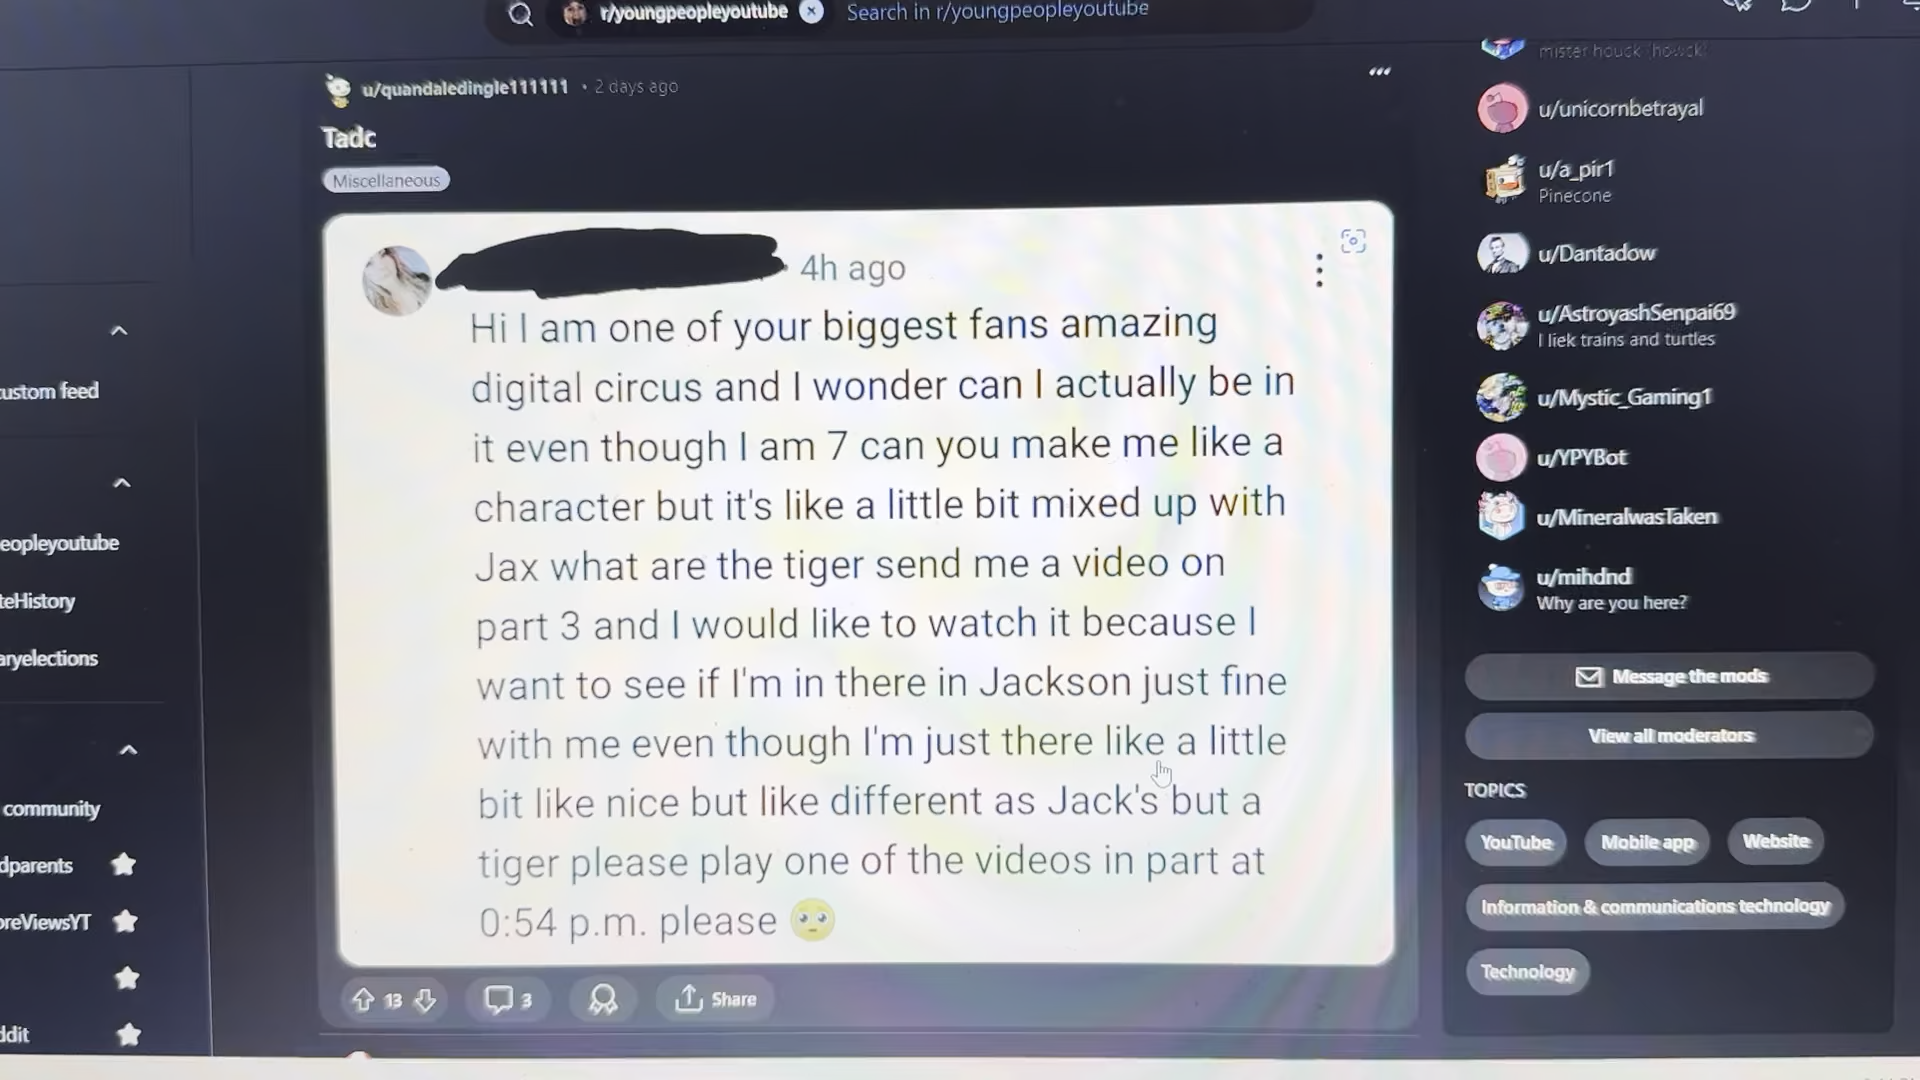 r/youngpeopleyoutube
Search in r/youngpeopleyoutube
u/quandaledingle111111 • 2 days ago
Tadc
Miscellaneous
4h ago
Hi I am one of your biggest fans amazing
digital circus and I wonder can I actually be in
it even though I am 7 can you make me like a
character but it's like a little bit mixed up with
Jax what are the tiger send me a video on
part 3 and I would like to watch it because I
want to see if I'm in there in Jackson just fine
with me even though I'm just there like a little
bit like nice but like different as Jack's but a
tiger please play one of the videos in part at
0:54 p.m. please 🥺
13
3
Share
ustom feed
eopleyoutube
teHistory
aryelections
community
dparents
oreViewsYT
ddit
mister houck (howck)
u/unicornbetrayal
u/a_pir1
Pinecone
u/Dantadow
u/AstroyashSenpai69
I liek trains and turtles
u/Mystic_Gaming1
u/YPYBot
u/MineralwasTaken
u/mihdnd
Why are you here?
Message the mods
View all moderators
TOPICS
YouTube
Mobile app
Website
Information & communications technology
Technology